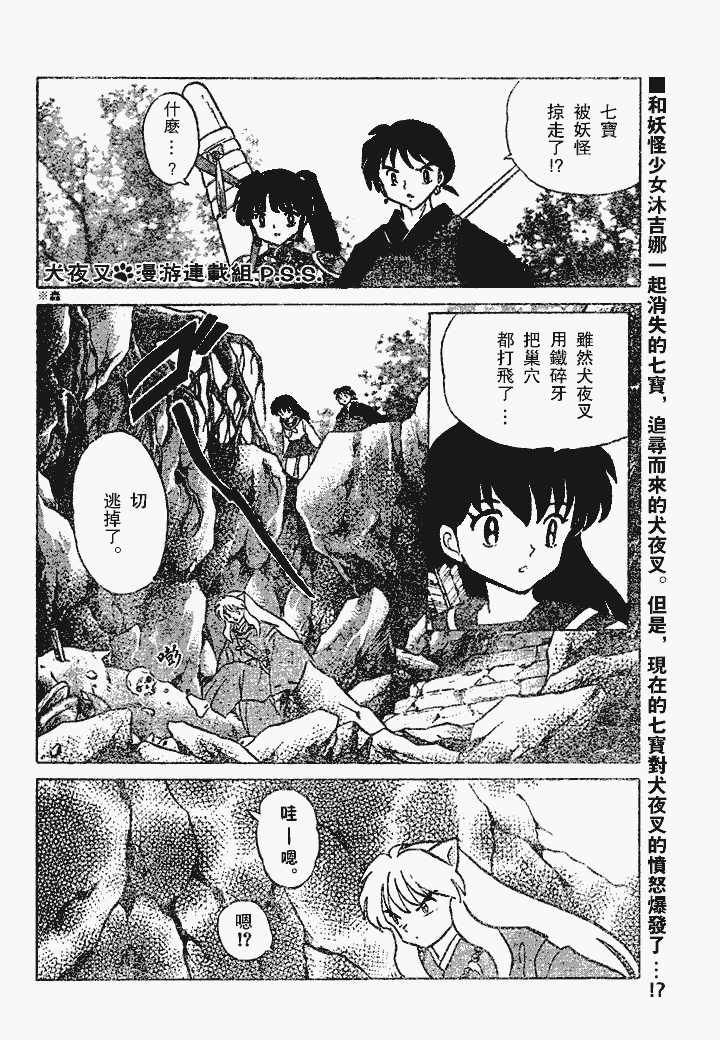 ■和妖怪少女沐吉娜一起消失的七寶，追尋而來的犬夜叉。但是，現在的七寶對犬夜叉的憤怒爆發了…!?
七寶
被妖怪
掠走了!?
什麽…?
犬夜叉 漫游連載組.P.S.S.
雖然犬夜叉
用鐵碎牙
把巢穴
都打飛了…
切
逃掉了。
哇ー嗯。
嗯!?